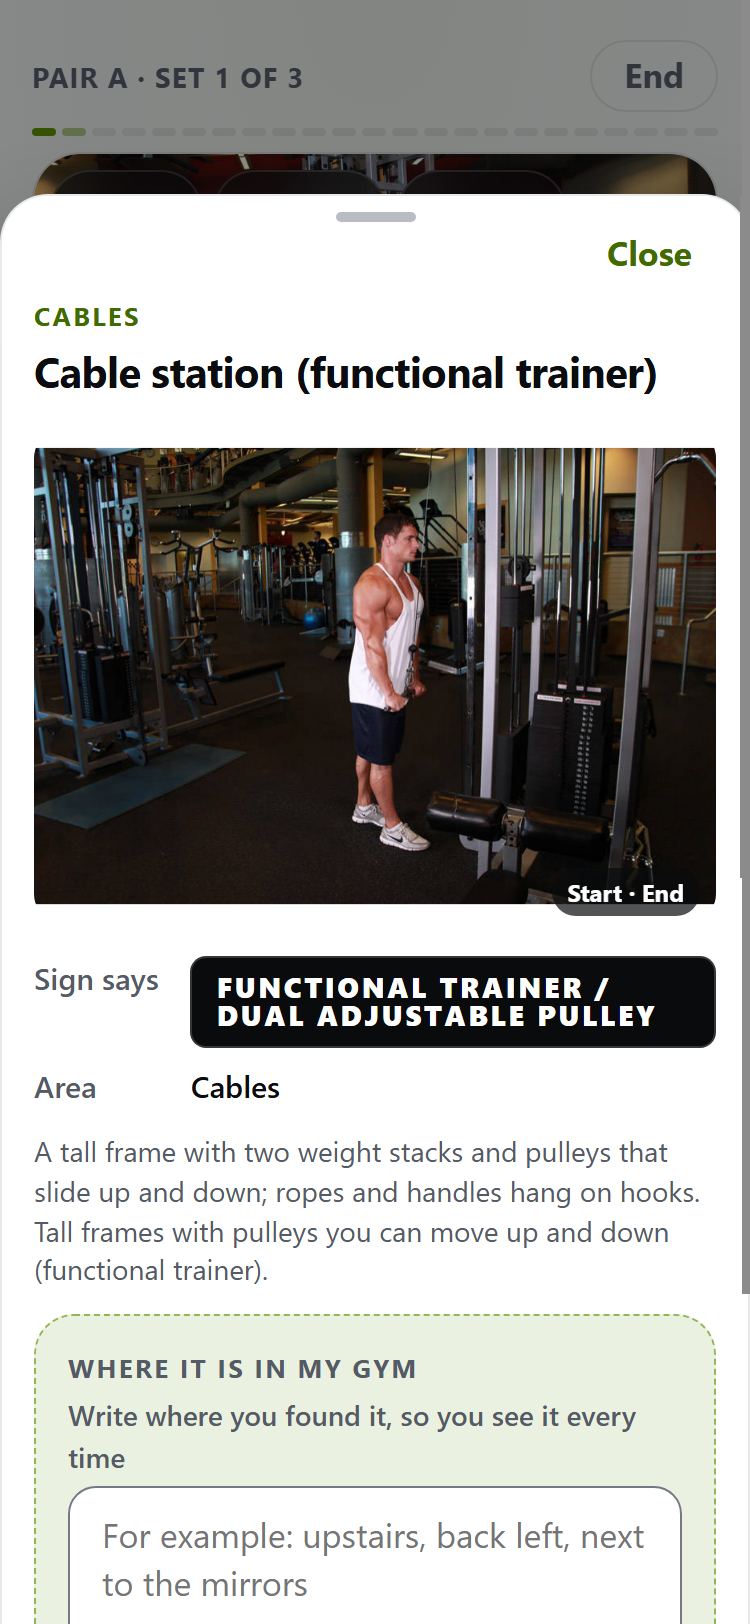 PAIR A · SET 1 OF 3
End
Close
CABLES
Cable station (functional trainer)
Start · End
Sign says
FUNCTIONAL TRAINER /
DUAL ADJUSTABLE PULLEY
Area
Cables
A tall frame with two weight stacks and pulleys that
slide up and down; ropes and handles hang on hooks.
Tall frames with pulleys you can move up and down
(functional trainer).
WHERE IT IS IN MY GYM
Write where you found it, so you see it every
time
For example: upstairs, back left, next
to the mirrors